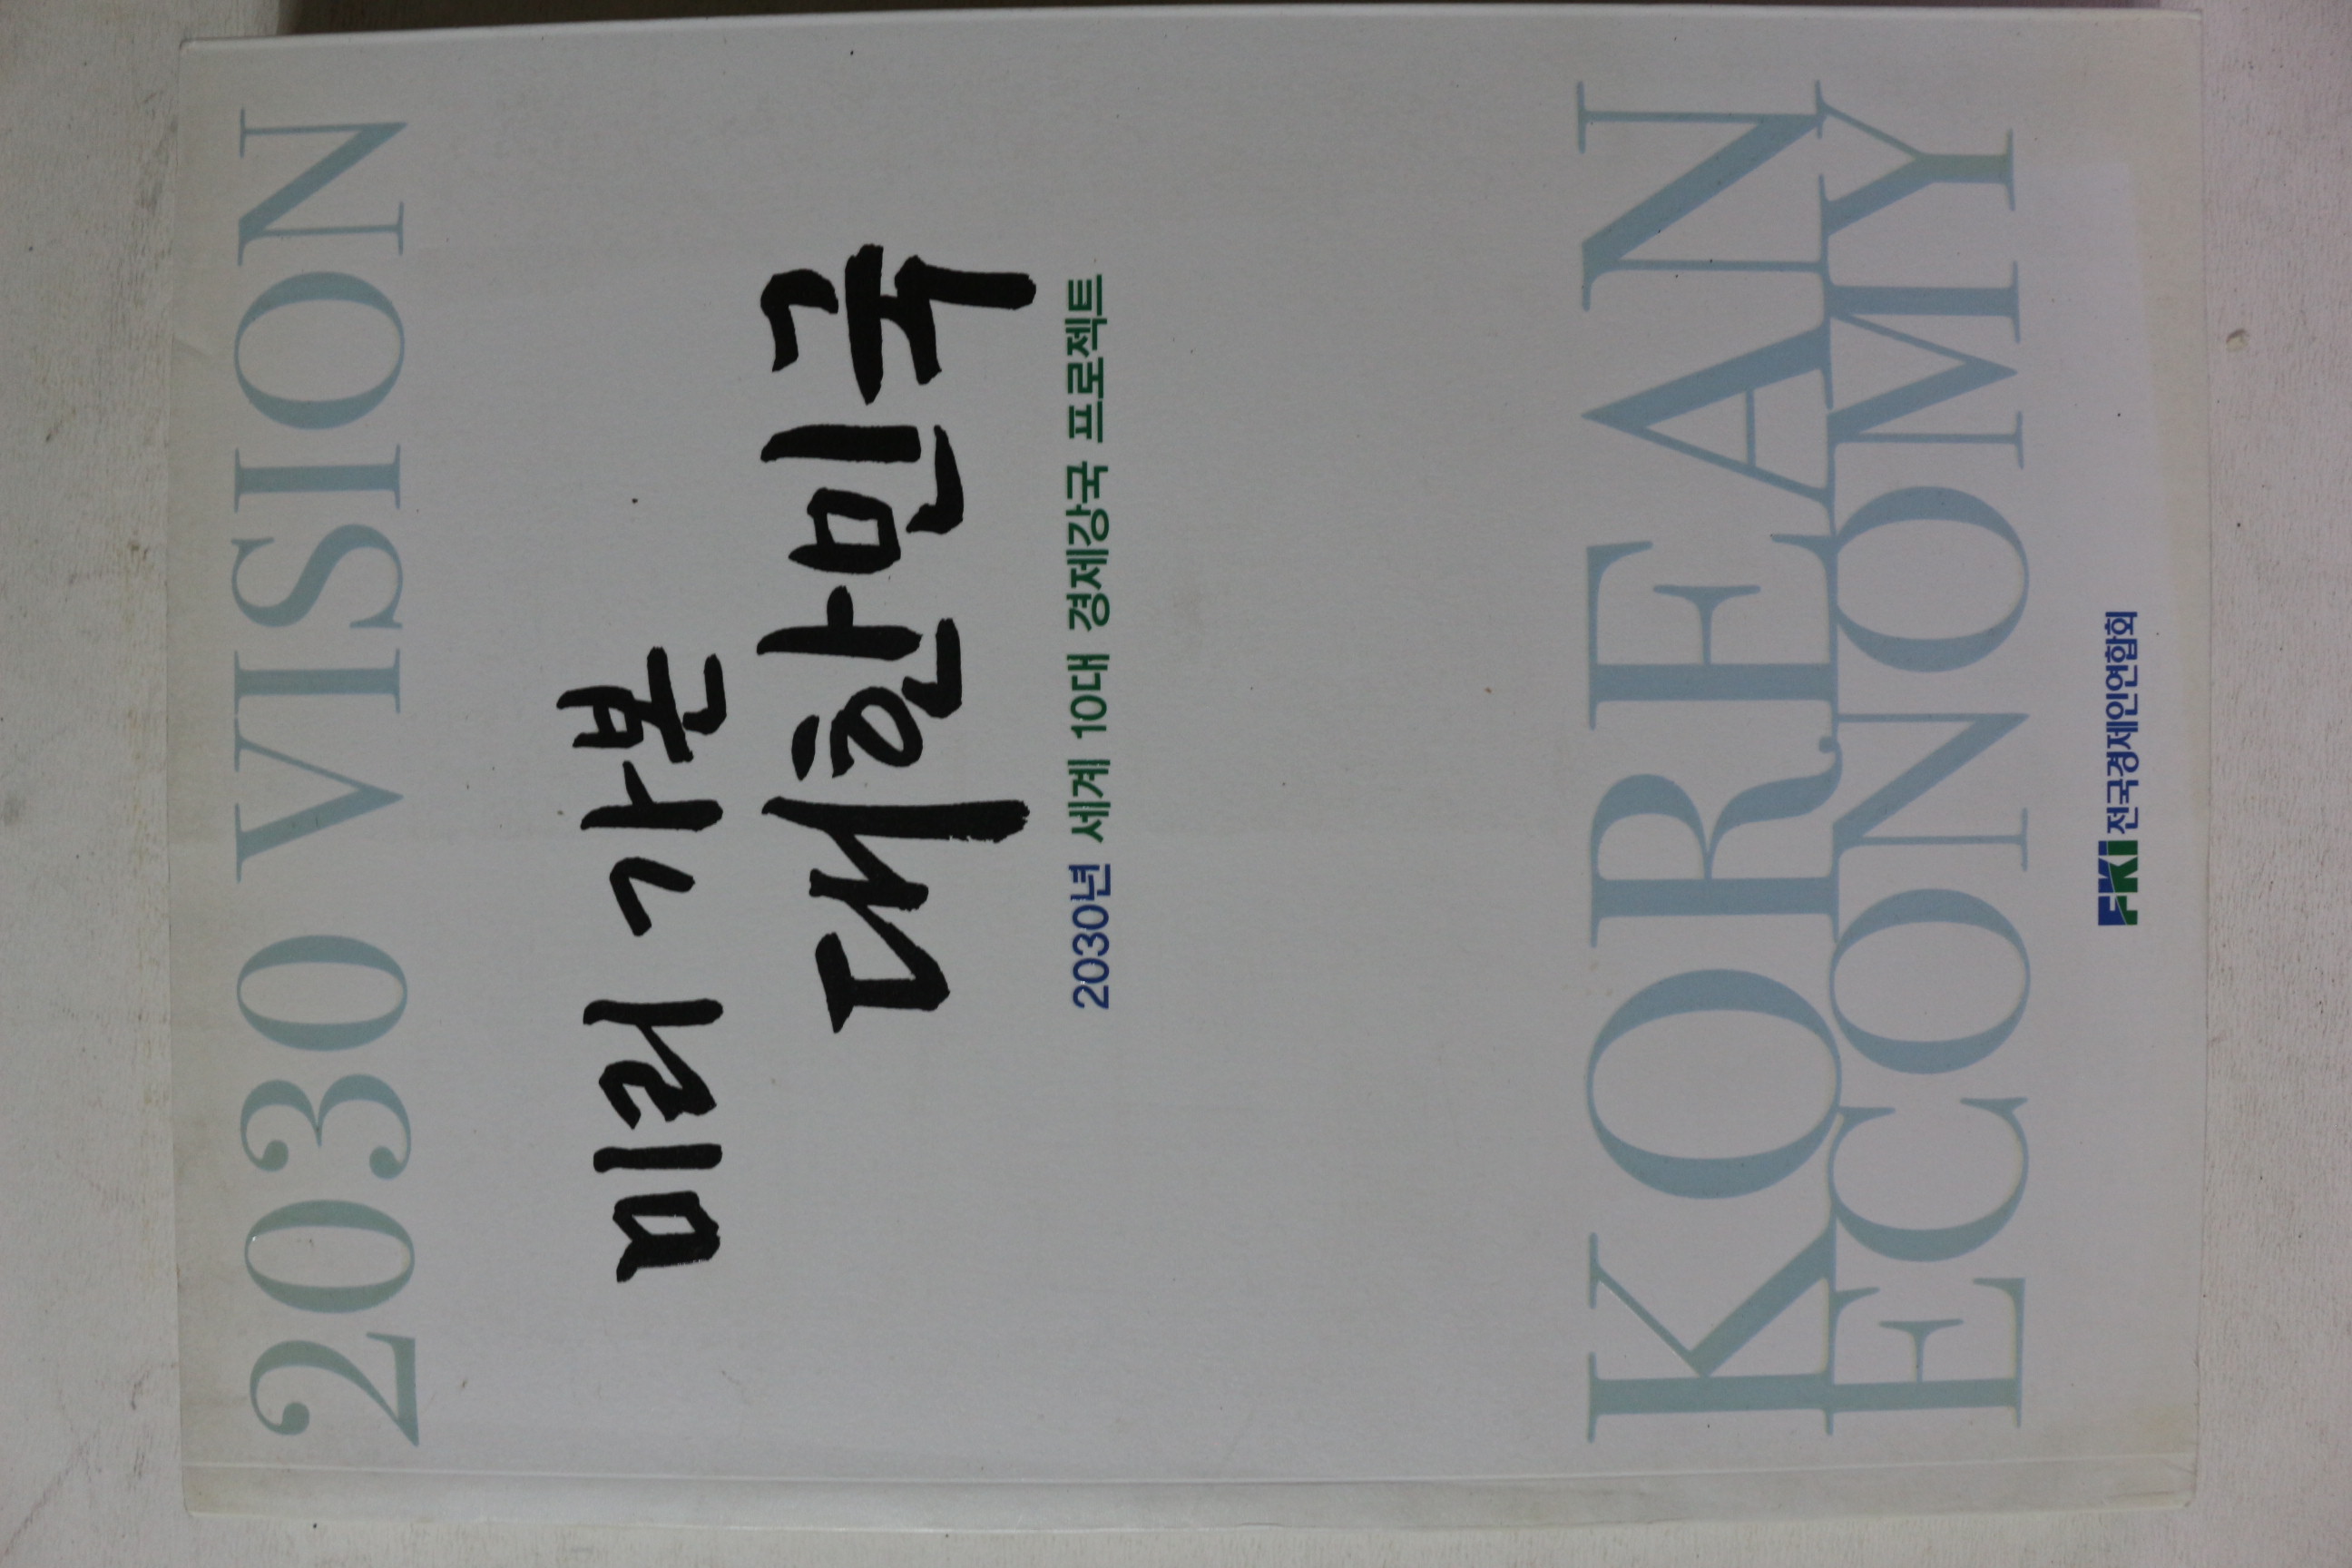 2030 VISION
미리 가본
대한민국
2030년 세계 10대 경제강국 프로젝트
KOREAN
ECONOMY
FKI 전국경제인연합회